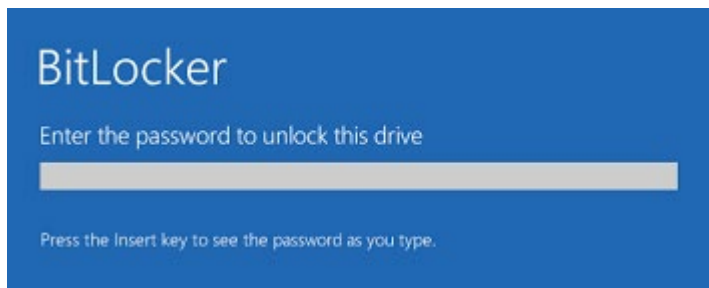 BitLocker
Enter the password to unlock this drive
Press the Insert key to see the password as you type.